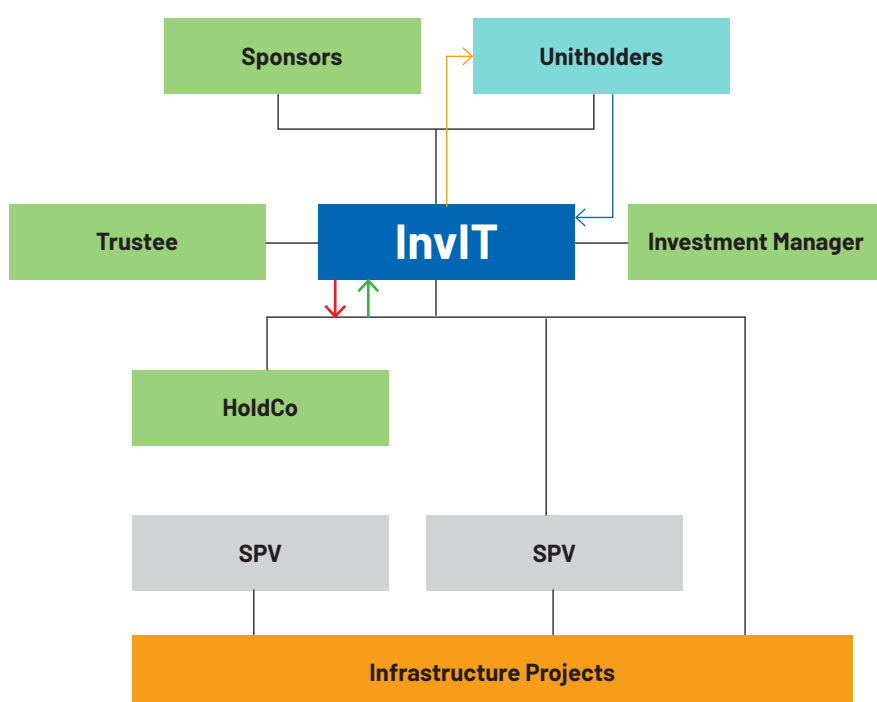 Sponsors
Unitholders
Trustee
InvIT
Investment Manager
HoldCo
SPV
SPV
Infrastructure Projects